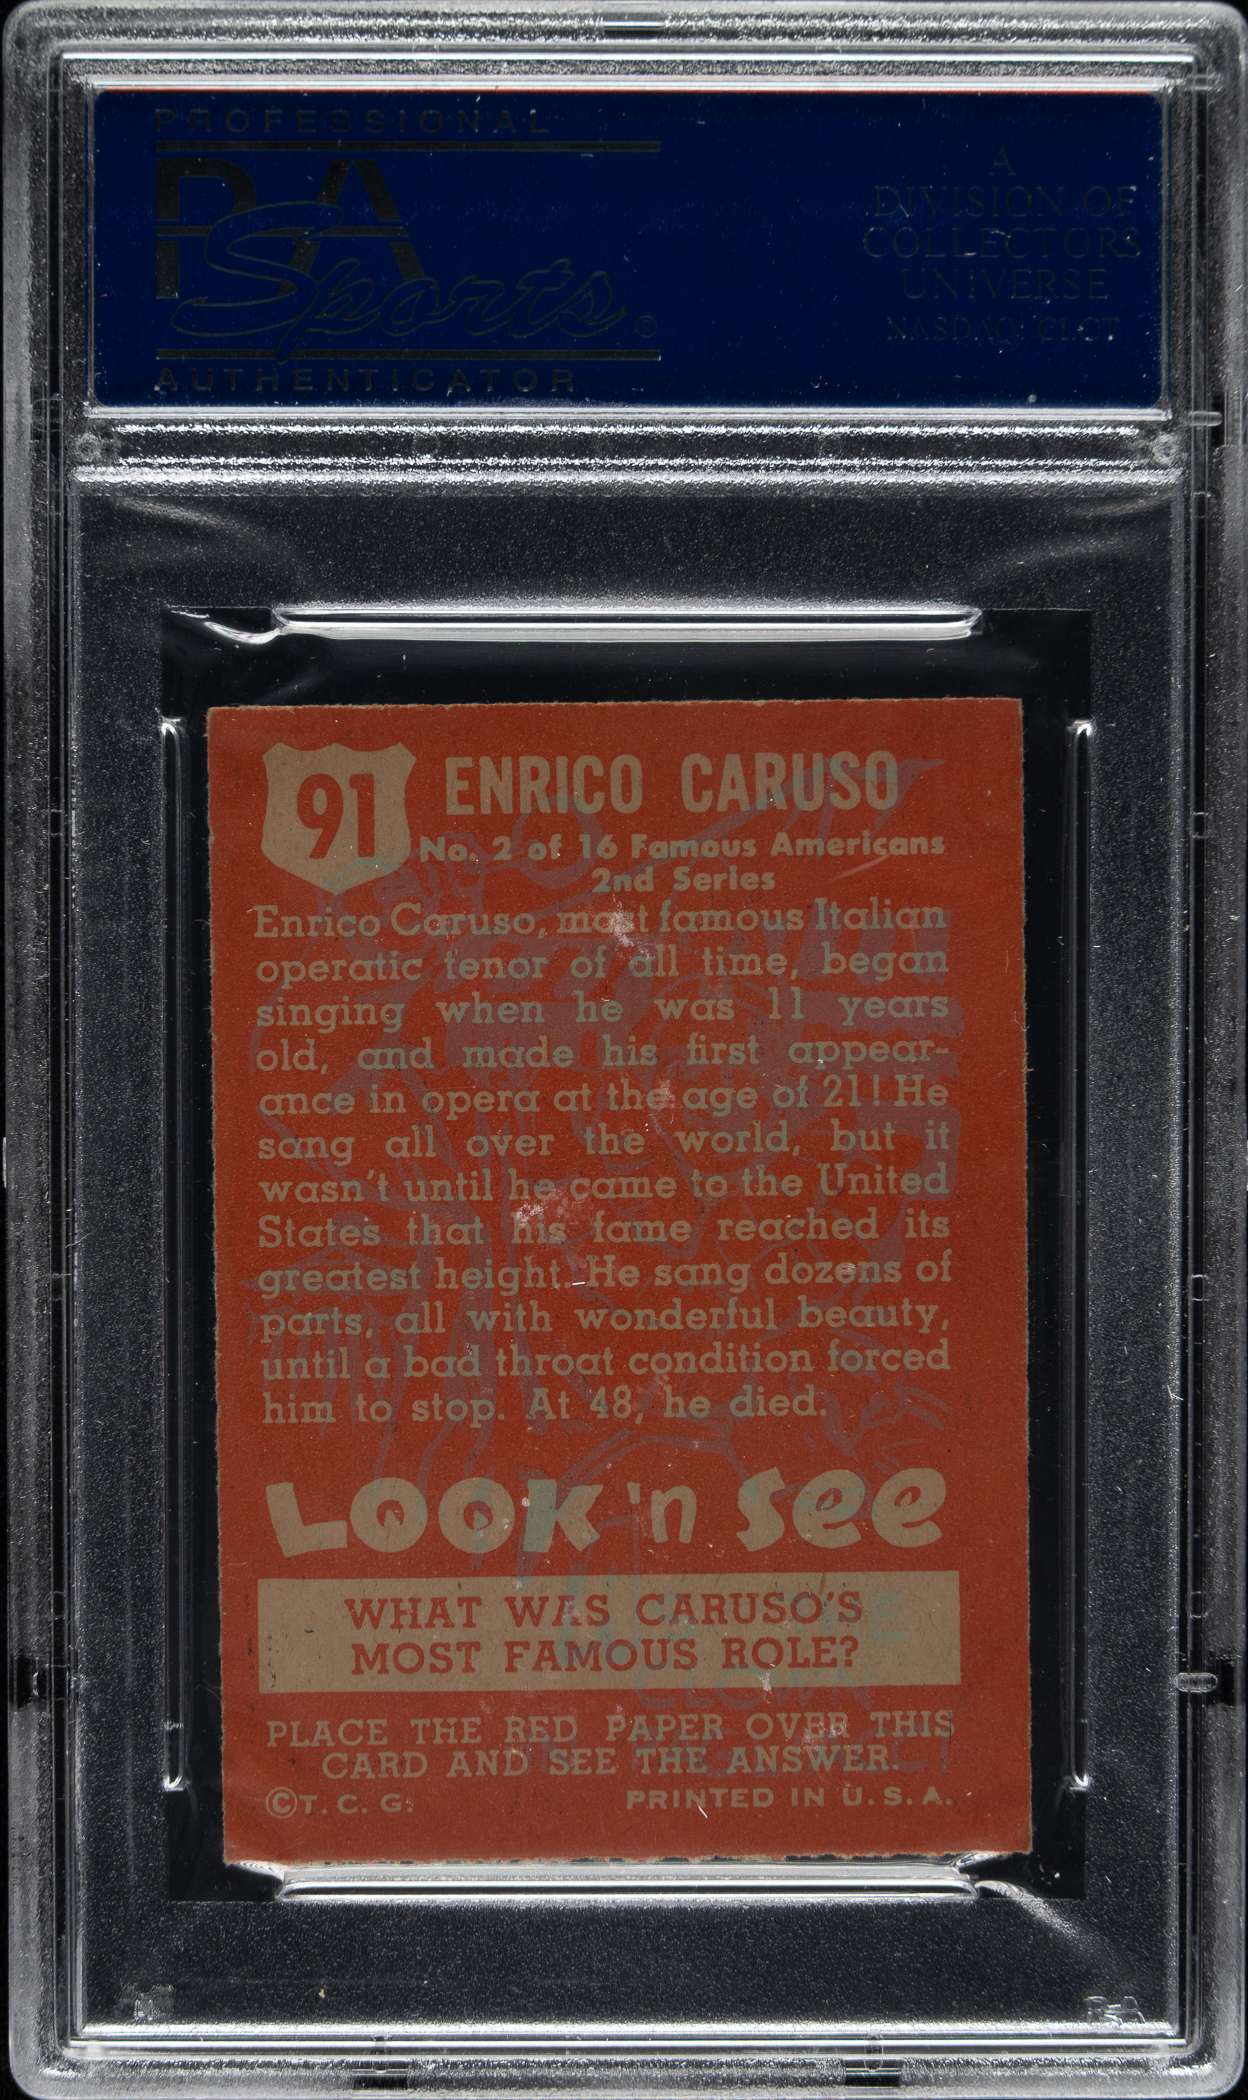 PROFESSIONAL
PSA
Sports®
AUTHENTICATOR
A
DIVISION OF
COLLECTORS
UNIVERSE
NASDAQ: CLCT
91
ENRICO CARUSO
No. 2 of 16 Famous Americans
2nd Series
Enrico Caruso, most famous Italian
operatic tenor of all time, began
singing when he was 11 years
old, and made his first appear-
ance in opera at the age of 21! He
sang all over the world, but it
wasn't until he came to the United
States that his fame reached its
greatest height. He sang dozens of
parts, all with wonderful beauty,
until a bad throat condition forced
him to stop. At 48, he died.
LOOK 'n See
WHAT WAS CARUSO'S
MOST FAMOUS ROLE?
THE
CLOWN
PLACE THE RED PAPER OVER THIS
CARD AND SEE THE ANSWER.
©T. C. G.
PRINTED IN U. S. A.
PSA